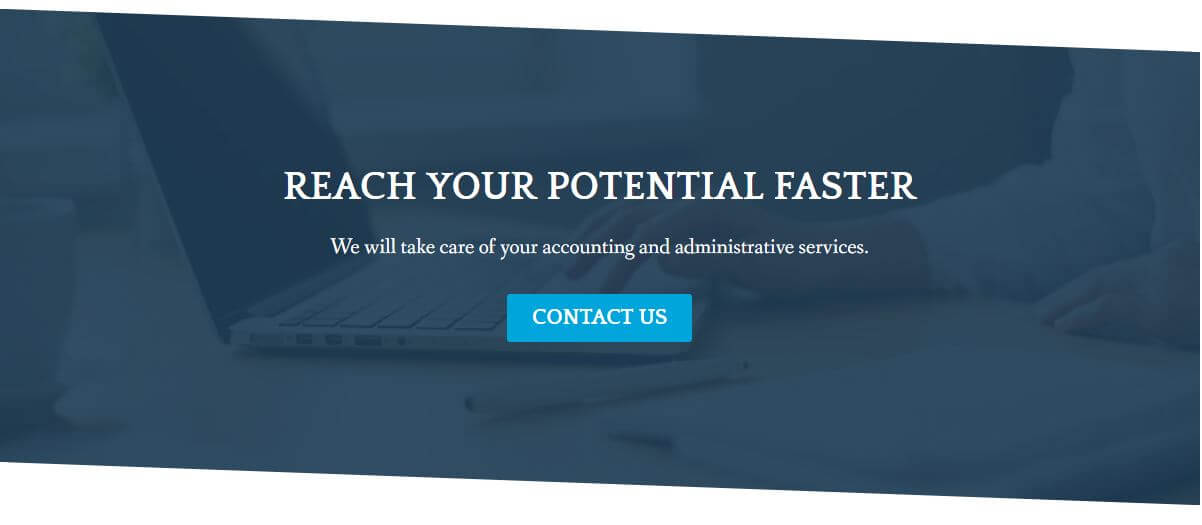 REACH YOUR POTENTIAL FASTER
We will take care of your accounting and administrative services.
CONTACT US